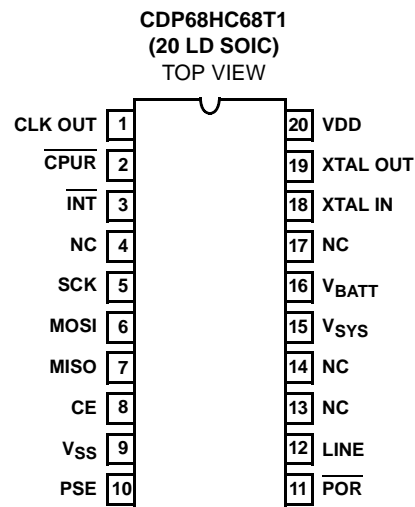 CDP68HC68T1
(20 LD SOIC)
TOP VIEW
CLK OUT 1 20 VDD
CPUR 2 19 XTAL OUT
INT 3 18 XTAL IN
NC 4 17 NC
SCK 5 16 VBATT
MOSI 6 15 VSYS
MISO 7 14 NC
CE 8 13 NC
VSS 9 12 LINE
PSE 10 11 POR